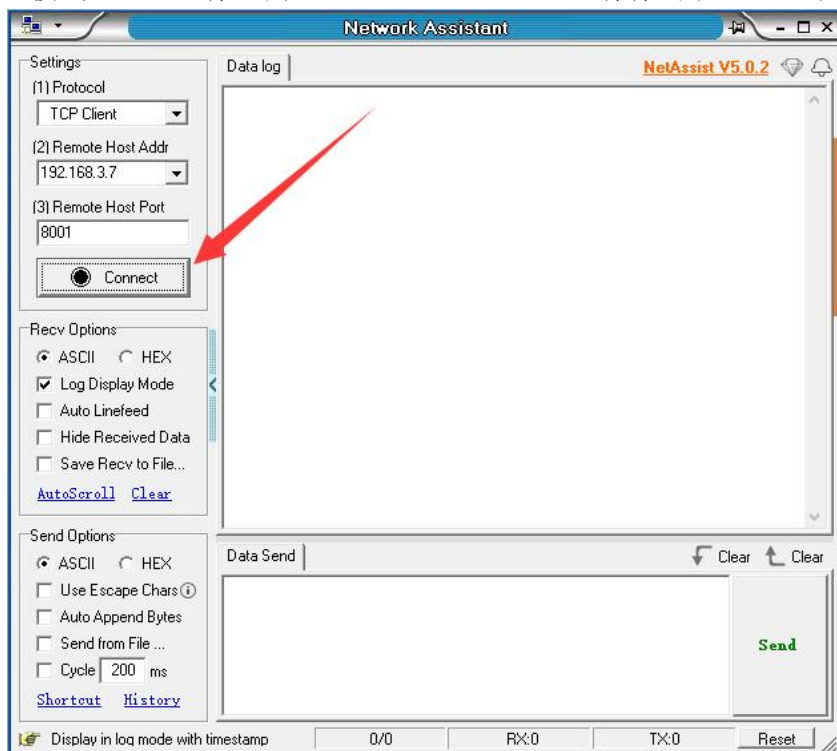 Network Assistant
Settings
(1) Protocol
TCP Client
(2) Remote Host Addr
192.168.3.7
(3) Remote Host Port
8001
Connect
Recv Options
ASCII HEX
Log Display Mode
Auto Linefeed
Hide Received Data
Save Recv to File...
AutoScroll Clear
Send Options
ASCII HEX
Use Escape Chars
Auto Append Bytes
Send from File ...
Cycle 200 ms
Shortcut History
Data log
NetAssist V5.0.2
Data Send
Clear Clear
Send
Display in log mode with timestamp 0/0 RX:0 TX:0 Reset